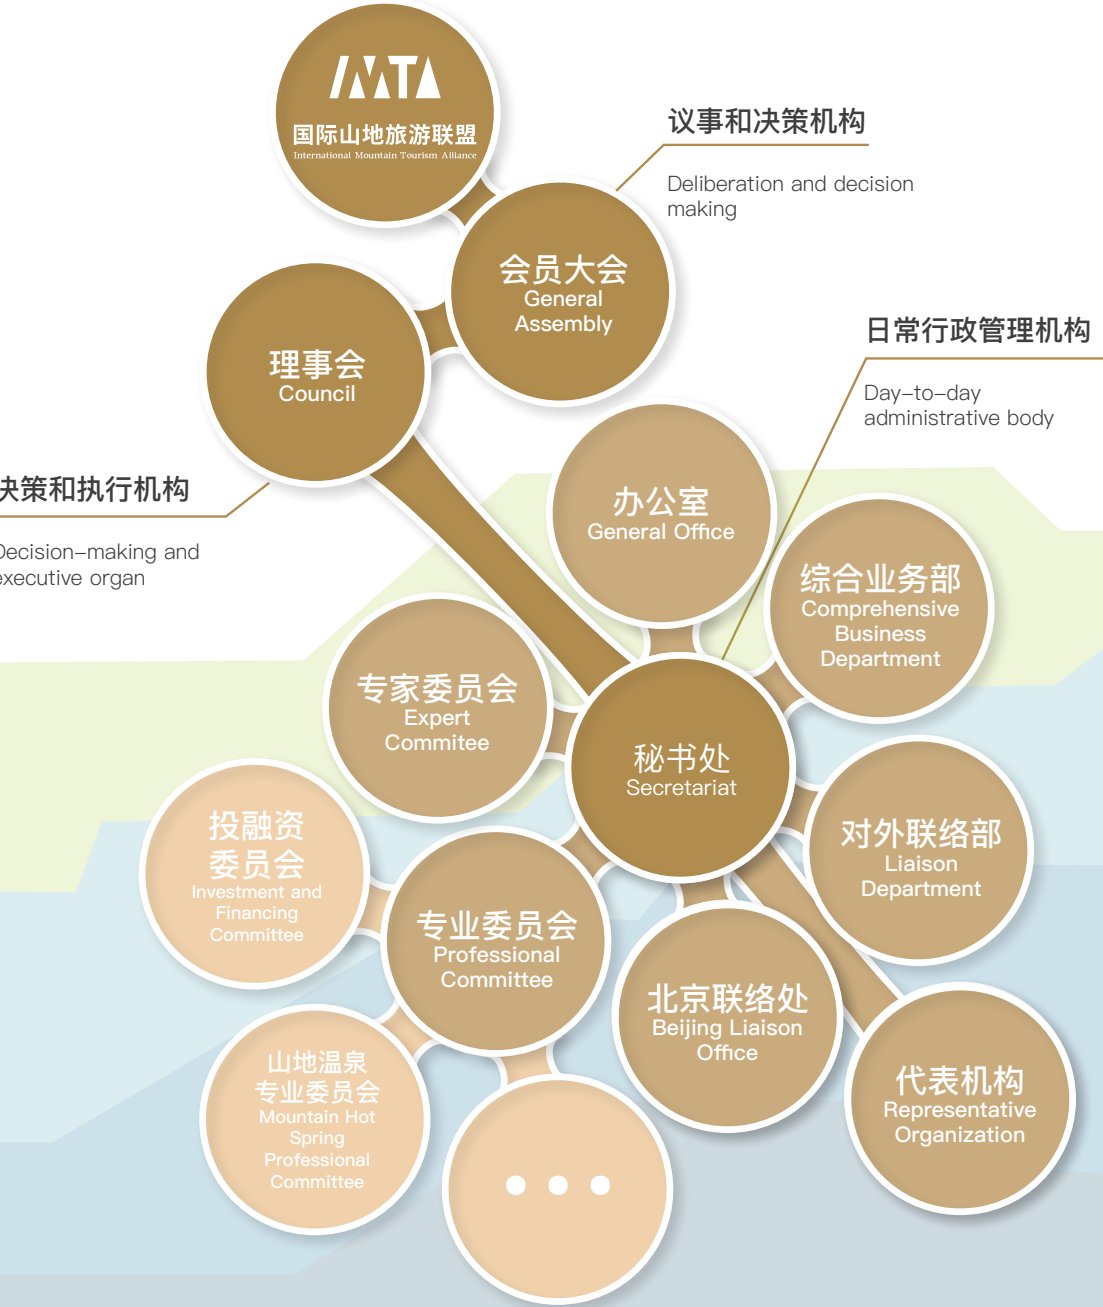 IMTA
国际山地旅游联盟
International Mountain Tourism Alliance
议事和决策机构
Deliberation and decision
making
会员大会
General
Assembly
理事会
Council
日常行政管理机构
Day-to-day
administrative body
决策和执行机构
Decision-making and
executive organ
办公室
General Office
综合业务部
Comprehensive
Business
Department
专家委员会
Expert
Commitee
秘书处
Secretariat
投融资
委员会
Investment and
Financing
Committee
对外联络部
Liaison
Department
专业委员会
Professional
Committee
北京联络处
Beijing Liaison
Office
山地温泉
专业委员会
Mountain Hot
Spring
Professional
Committee
代表机构
Representative
Organization
•••